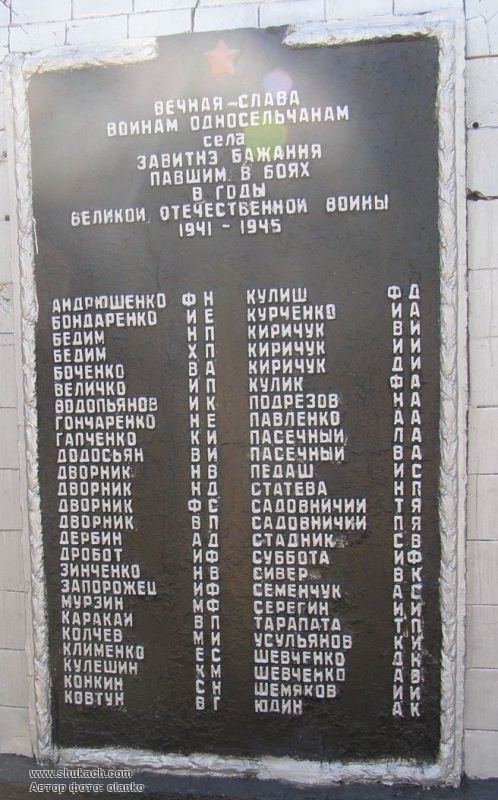 ВЕЧНАЯ-СЛАВА
ВОИНАМ ОДНОСЕЛЬЧАНАМ
села
ЗАВИТНЭ БАЖАННЯ
ПАВШИМ В БОЯХ
В ГОДЫ
ВЕЛИКОЙ ОТЕЧЕСТВЕННОЙ ВОЙНЫ
1941 - 1945
АНДРЮШЕНКО Ф Н
БОНДАРЕНКО И Е
БЕДИМ Н П
БЕДИМ Х П
БОЧЕНКО В А
ВЕЛИЧКО И П
ВОДОПЬЯНОВ И К
ГОНЧАРЕНКО Н Е
ГАПЧЕНКО К И
ДОДОСЬЯН В И
ДВОРНИК Н В
ДВОРНИК Н Д
ДВОРНИК Ф С
ДВОРНИК В П
ДЕРБИН А Д
ДРОБОТ И Ф
ЗИНЧЕНКО Н В
ЗАПОРОЖЕЦ И Ф
МУРЗИН М Ф
КАРАКАЙ В П
КОЛЧЕВ М И
КЛИМЕНКО Е С
КУЛЕШИН К М
КОНКИН С Н
КОВТУН В Г
КУЛИШ Ф Д
КУРЧЕНКО И А
КИРИЧУК В И
КИРИЧУК И И
КИРИЧУК Д И
КУЛИК Ф А
ПОДРЕЗОВ Н А
ПАВЛЕНКО А А
ПАСЕЧНЫЙ Л А
ПАСЕЧНЫЙ В А
ПЕДАШ И С
СТАТЕВА Н П
САДОВНИЧИЙ Т Я
САДОВНИЧИЙ П Я
СТАДНИК С В
СУББОТА И Ф
СИВЕР В К
СЕМЕНЧУК А С
СЕРЕГИН И И
ТАРАПАТА Т П
УСУЛЬЯНОВ К И
ШЕВЧЕНКО Д Н
ШЕВЧЕНКО А В
ШЕМЯКОВ И И
ЮДИН А К
www.shukach.com
Автор фото: olanko